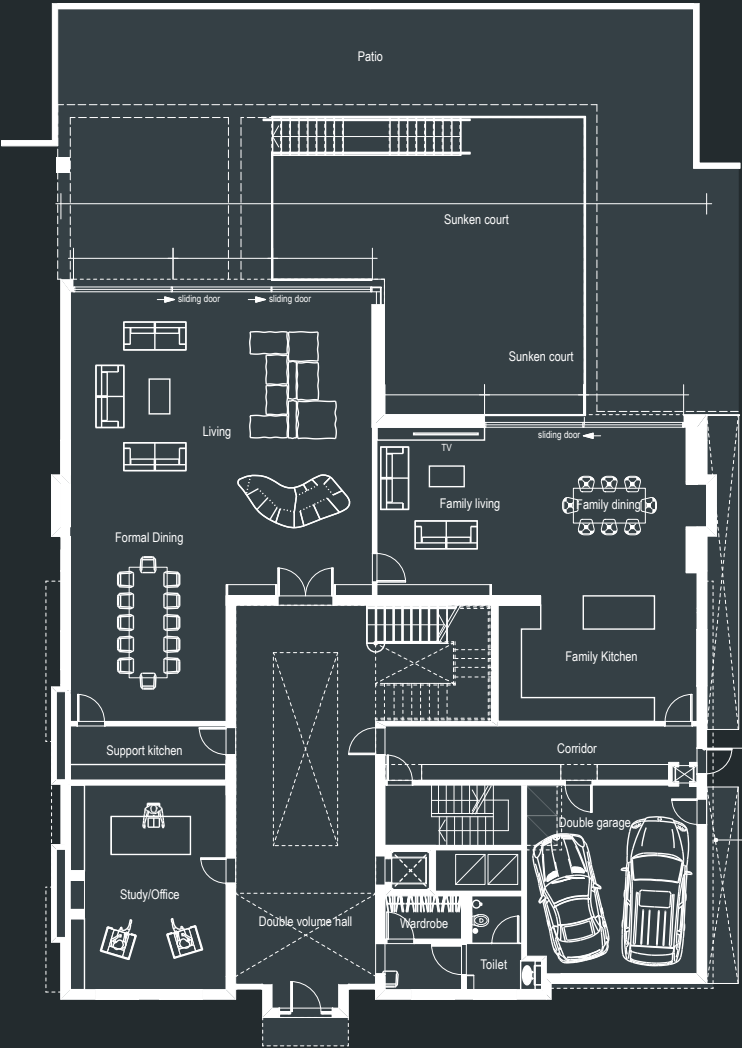 Patio
Sunken court
sliding door
sliding door
Sunken court
Living
sliding door
TV
Family living
Family dining
Formal Dining
Family Kitchen
Support kitchen
Corridor
Double garage
Study/Office
Double volume hall
Wardrobe
Toilet